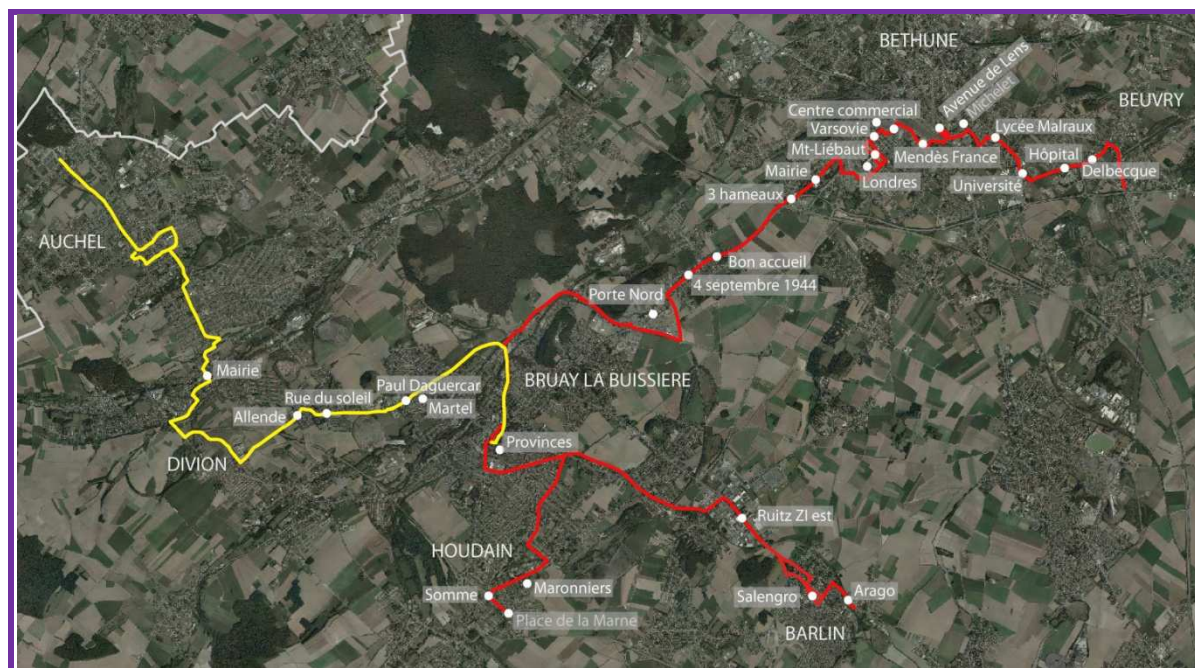 BETHUNE
Avenue de Lens
Michelet
BEUVRY
Centre commercial
Varsovie
Lycée Malraux
Mt-Liébaut
Mendès France
Hôpital
Mairie
Londres
Université
Delbecque
3 hameaux
AUCHEL
Bon accueil
4 septembre 1944
Porte Nord
Mairie
BRUAY LA BUISSIERE
Paul Daguercar
Rue du soleil
Martel
Allende
Provinces
DIVION
Ruitz ZI est
HOUDAIN
Maronniers
Somme
Salengro
Arago
Place de la Marne
BARLIN